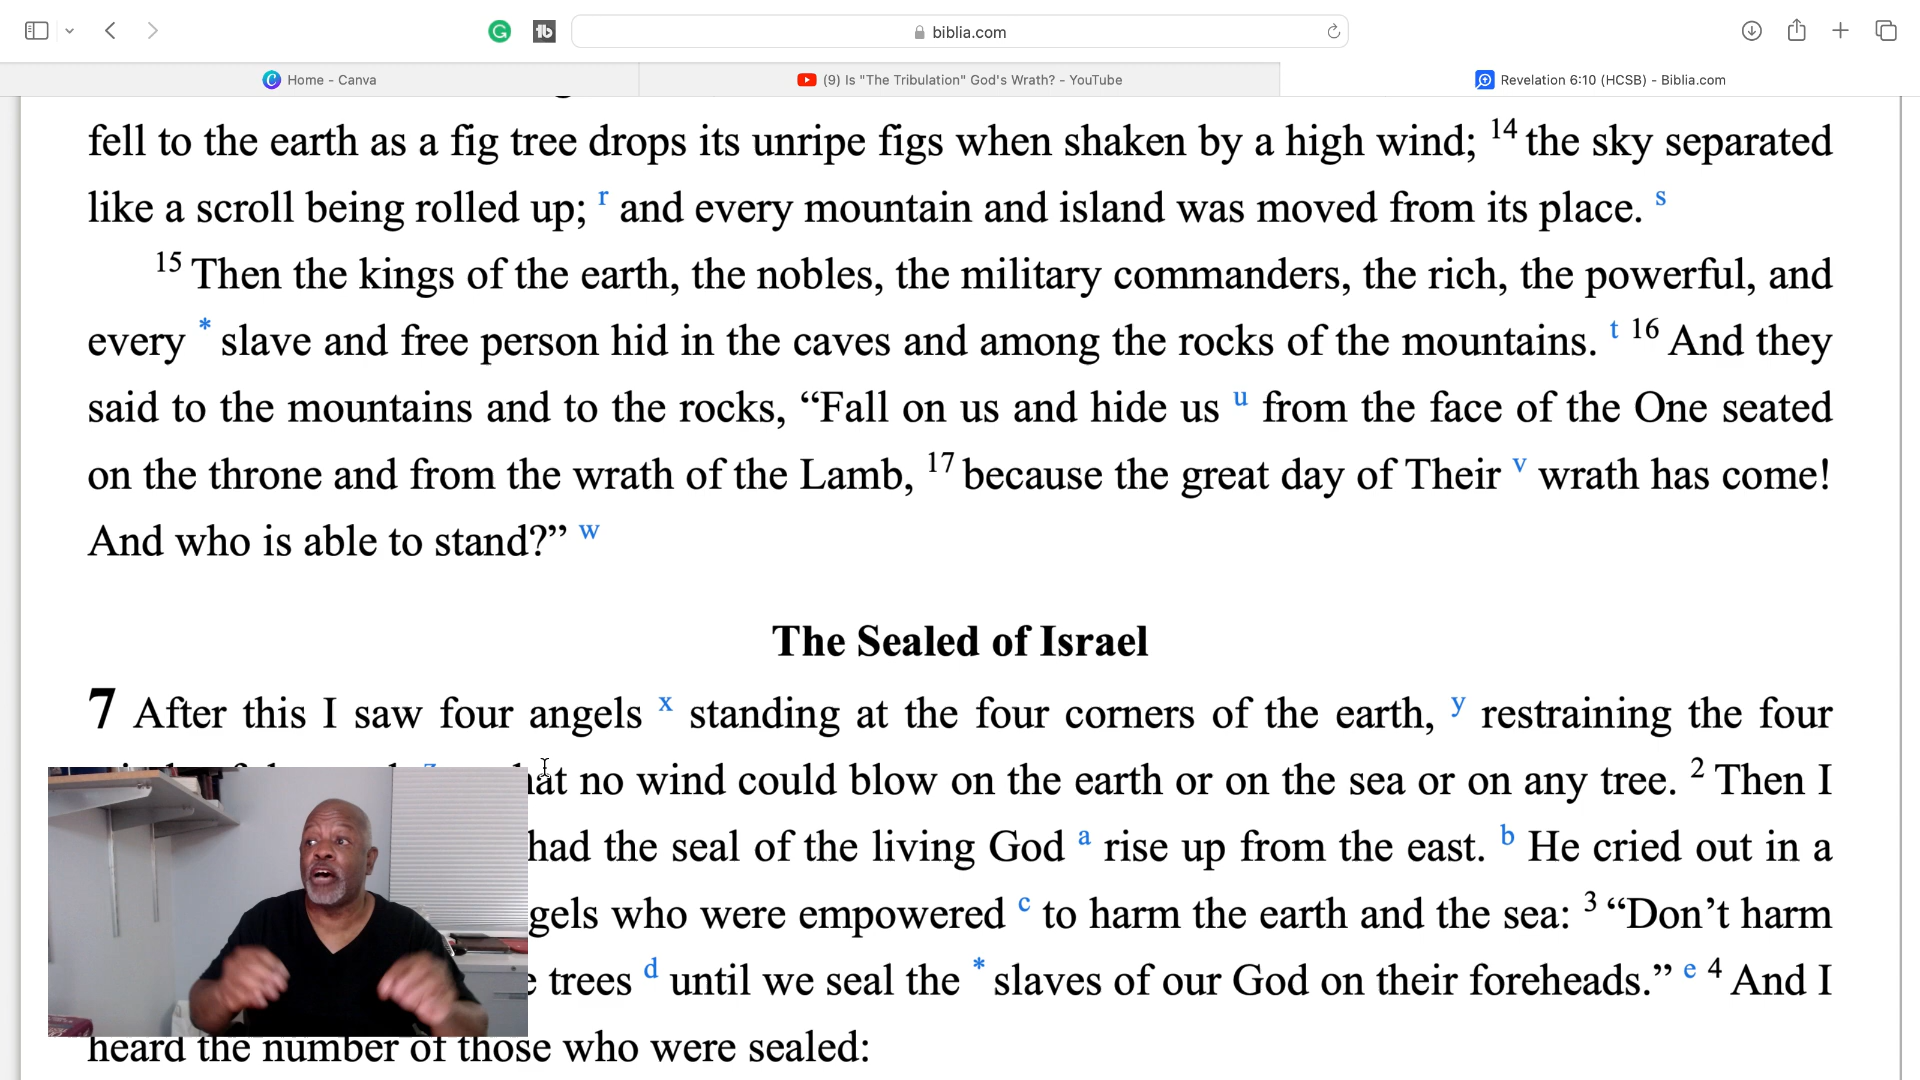 biblia.com
Home - Canva
(9) Is "The Tribulation" God's Wrath? - YouTube
Revelation 6:10 (HCSB) - Biblia.com
fell to the earth as a fig tree drops its unripe figs when shaken by a high wind; 14 the sky separated
like a scroll being rolled up; r and every mountain and island was moved from its place. s
15 Then the kings of the earth, the nobles, the military commanders, the rich, the powerful, and
every * slave and free person hid in the caves and among the rocks of the mountains. t 16 And they
said to the mountains and to the rocks, “Fall on us and hide us u from the face of the One seated
on the throne and from the wrath of the Lamb, 17 because the great day of Their v wrath has come!
And who is able to stand?” w
The Sealed of Israel
7 After this I saw four angels x standing at the four corners of the earth, y restraining the four
no wind could blow on the earth or on the sea or on any tree. 2 Then I
had the seal of the living God a rise up from the east. b He cried out in a
who were empowered c to harm the earth and the sea: 3 “Don’t harm
trees d until we seal the * slaves of our God on their foreheads.” e 4 And I
heard the number of those who were sealed: